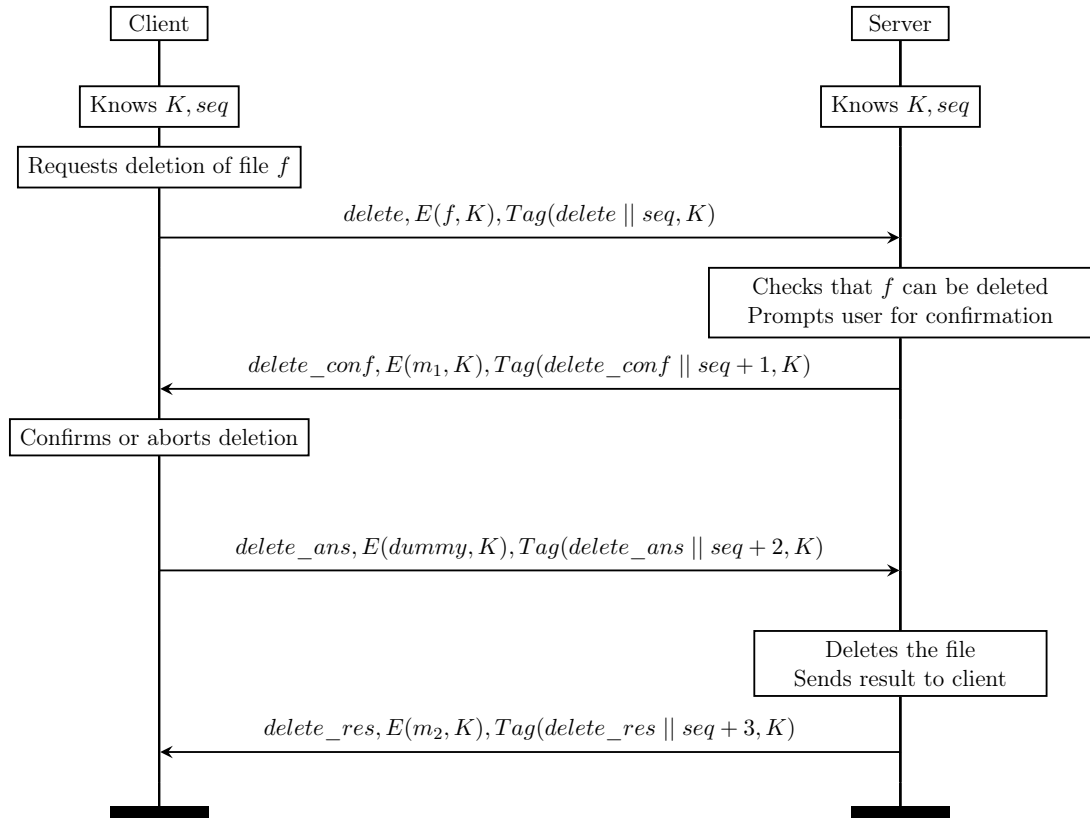 Client
Server
Knows K, seq
Knows K, seq
Requests deletion of file f
delete, E(f, K), Tag(delete || seq, K)
Checks that f can be deleted
Prompts user for confirmation
delete_conf, E(m₁, K), Tag(delete_conf || seq + 1, K)
Confirms or aborts deletion
delete_ans, E(dummy, K), Tag(delete_ans || seq + 2, K)
Deletes the file
Sends result to client
delete_res, E(m₂, K), Tag(delete_res || seq + 3, K)